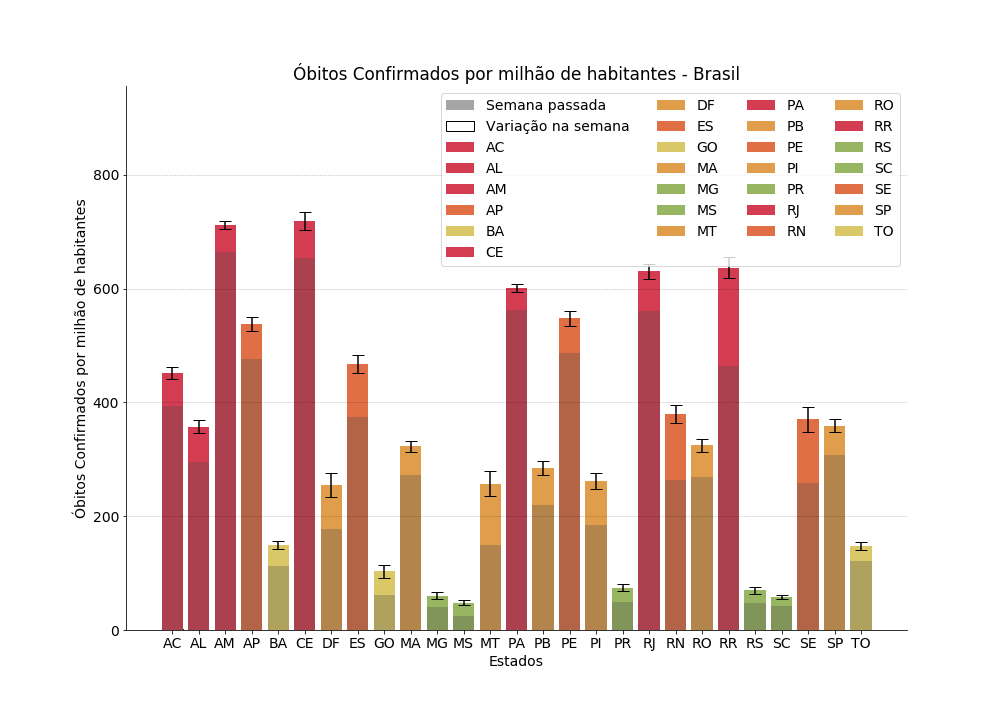 Óbitos Confirmados por milhão de habitantes - Brasil
Semana passada
Variação na semana
AC
AL
AM
AP
BA
CE
DF
ES
GO
MA
MG
MS
MT
PA
PB
PE
PI
PR
RJ
RN
RO
RR
RS
SC
SE
SP
TO
Óbitos Confirmados por milhão de habitantes
800
600
400
200
0
AC AL AM AP BA CE DF ES GO MA MG MS MT PA PB PE PI PR RJ RN RO RR RS SC SE SP TO
Estados